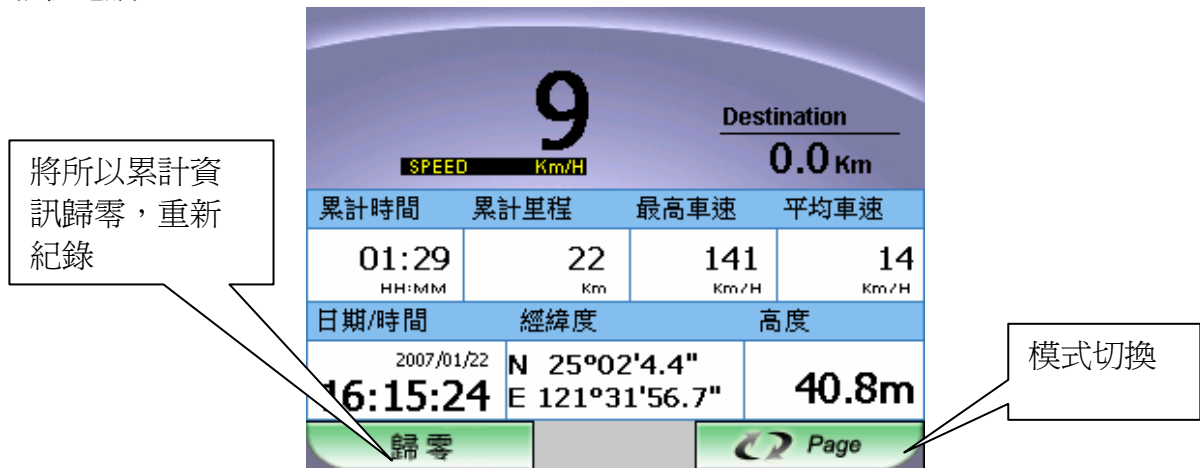 9
SPEED Km/H
Destination
0.0 Km
將所以累計資
訊歸零,重新
紀錄
累計時間 累計里程 最高車速 平均車速
01:29 22 141 14
HH:MM Km Km/H Km/H
日期/時間 經緯度 高度
2007/01/22
16:15:24
N 25º02'4.4"
E 121º31'56.7"
40.8m
模式切換
歸零 Page